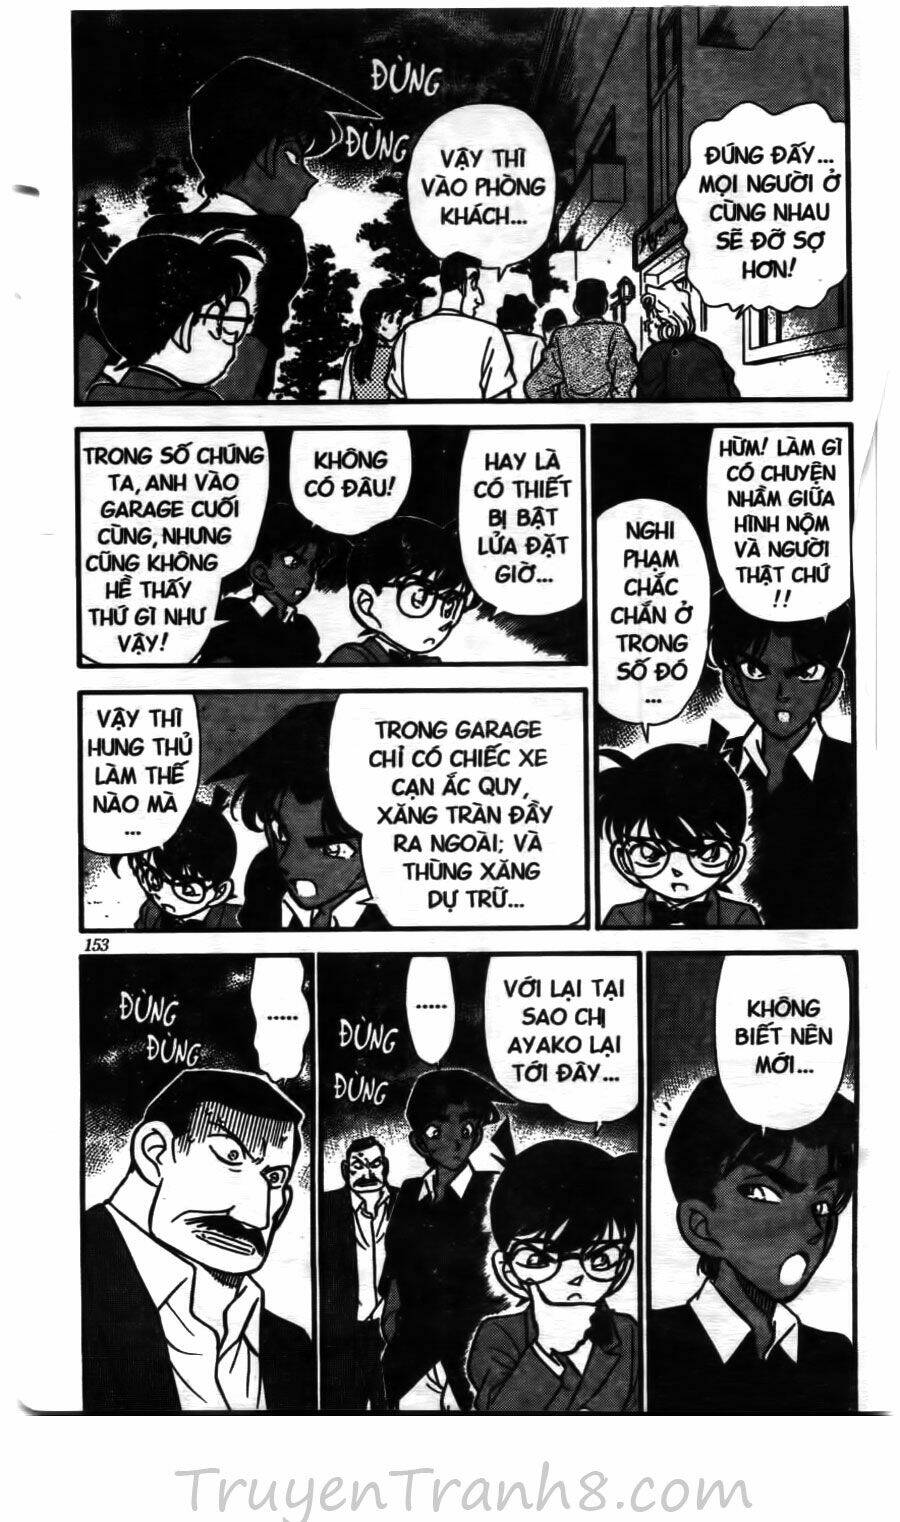 ĐÙNG
ĐÙNG
VẬY THÌ
VÀO PHÒNG
KHÁCH...
ĐÚNG ĐẤY...
MỌI NGƯỜI Ở
CÙNG NHAU
SẼ ĐỠ SỢ
HƠN!
TRONG SỐ CHÚNG
TA, ANH VÀO
GARAGE CUỐI
CÙNG, NHƯNG
CŨNG KHÔNG
HỀ THẤY
THỨ GÌ NHƯ
VẬY!
KHÔNG
CÓ ĐÂU!
HAY LÀ
CÓ THIẾT
BỊ BẬT
LỬA ĐẶT
GIỜ...
HỪM! LÀM GÌ
CÓ CHUYỆN
NHẦM GIỮA
HÌNH NỘM
VÀ NGƯỜI
THẬT CHỨ
!!
NGHI
PHẠM
CHẮC
CHẮN Ở
TRONG
SỐ ĐÓ
...
VẬY THÌ
HUNG THỦ
LÀM THẾ
NÀO MÀ
...
TRONG GARAGE
CHỈ CÓ CHIẾC XE
CẠN ẮC QUY,
XĂNG TRÀN ĐẦY
RA NGOÀI; VÀ
THÙNG XĂNG
DỰ TRỮ...
153
ĐÙNG
ĐÙNG
......
ĐÙNG
ĐÙNG
......
VỚI LẠI TẠI
SAO CHỊ
AYAKO LẠI
TỚI ĐÂY...
KHÔNG
BIẾT NÊN
MỚI...
TruyenTranh8.com